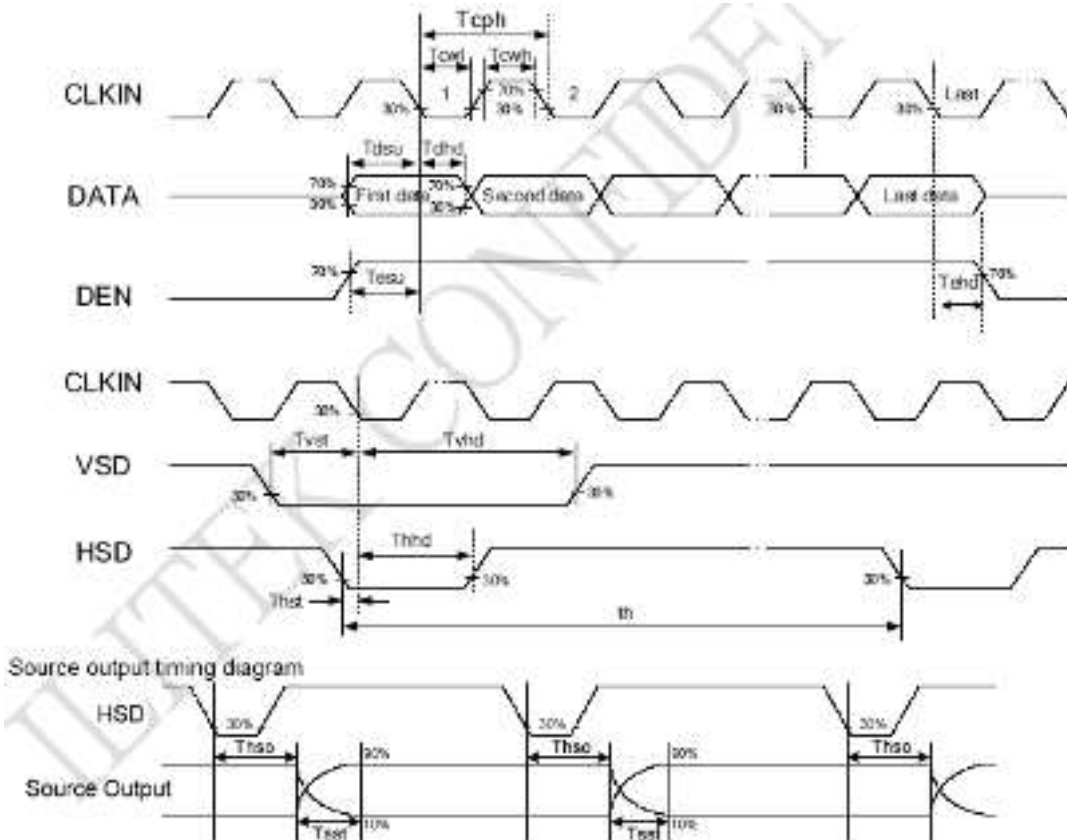 Tcph
Tcwl Tcwh
CLKIN 30% 1 70% 30% 2 30% 30% Last
Tdsu Tdhd
DATA 70% 30% First data 70% 30% Second data Last data
70% 70%
DEN Tesu Tehd
CLKIN 30%
Tvst Tvhd
VSD 30% 30%
HSD Thhd
30% 30% 30%
Thst
th
Source output timing diagram
HSD 30% 30% 30%
Thso Thso Thso
90% 90%
Source Output
Tsst 10% Tsst 10%
ILITEK CONFIDE